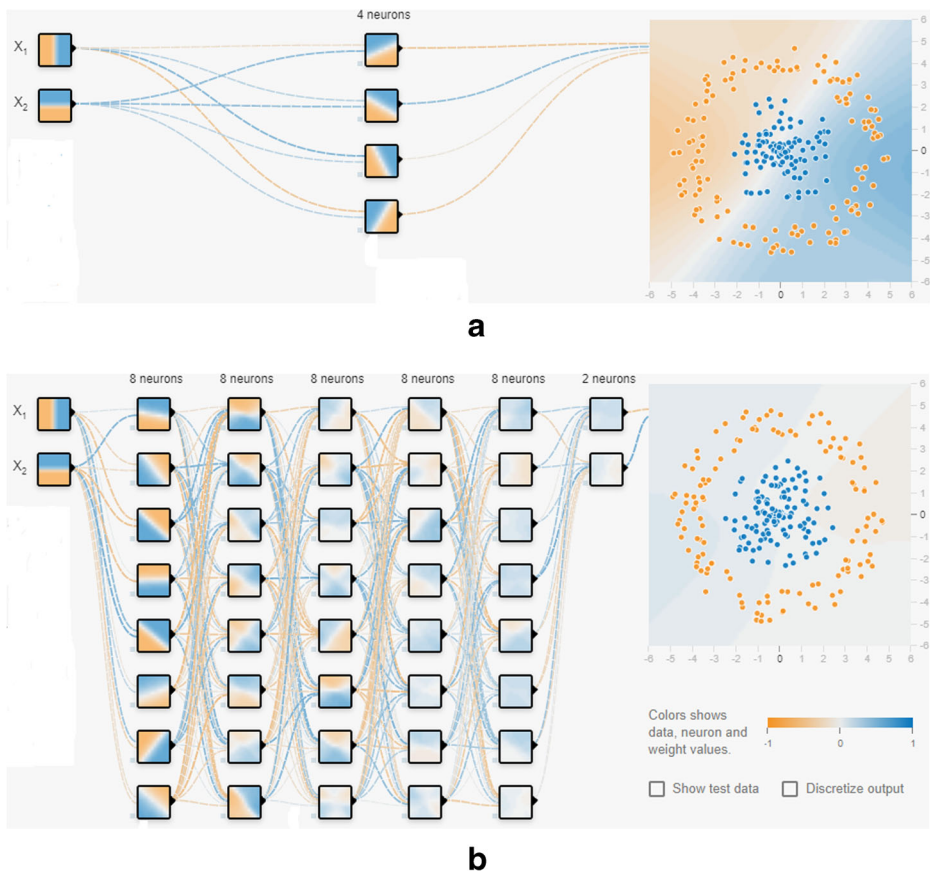 4 neurons
X1
X2
6
5
4
3
2
1
0
-1
-2
-3
-4
-5
-6
-6 -5 -4 -3 -2 -1 0 1 2 3 4 5 6
a
8 neurons 8 neurons 8 neurons 8 neurons 8 neurons 2 neurons
X1
X2
6
5
4
3
2
1
0
-1
-2
-3
-4
-5
-6
-6 -5 -4 -3 -2 -1 0 1 2 3 4 5 6
Colors shows
data, neuron and
weight values.
-1 0 1
Show test data Discretize output
b